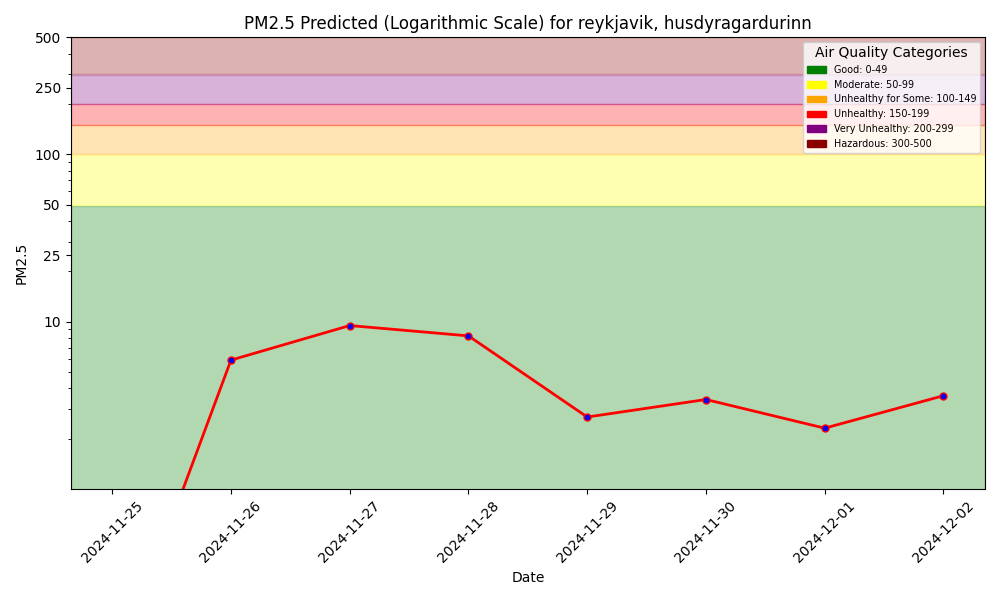 PM2.5 Predicted (Logarithmic Scale) for reykjavik, husdyragardurinn
Air Quality Categories
Good: 0-49
Moderate: 50-99
Unhealthy for Some: 100-149
Unhealthy: 150-199
Very Unhealthy: 200-299
Hazardous: 300-500
500
250
100
50
25
10
PM2.5
2024-11-25
2024-11-26
2024-11-27
2024-11-28
2024-11-29
2024-11-30
2024-12-01
2024-12-02
Date